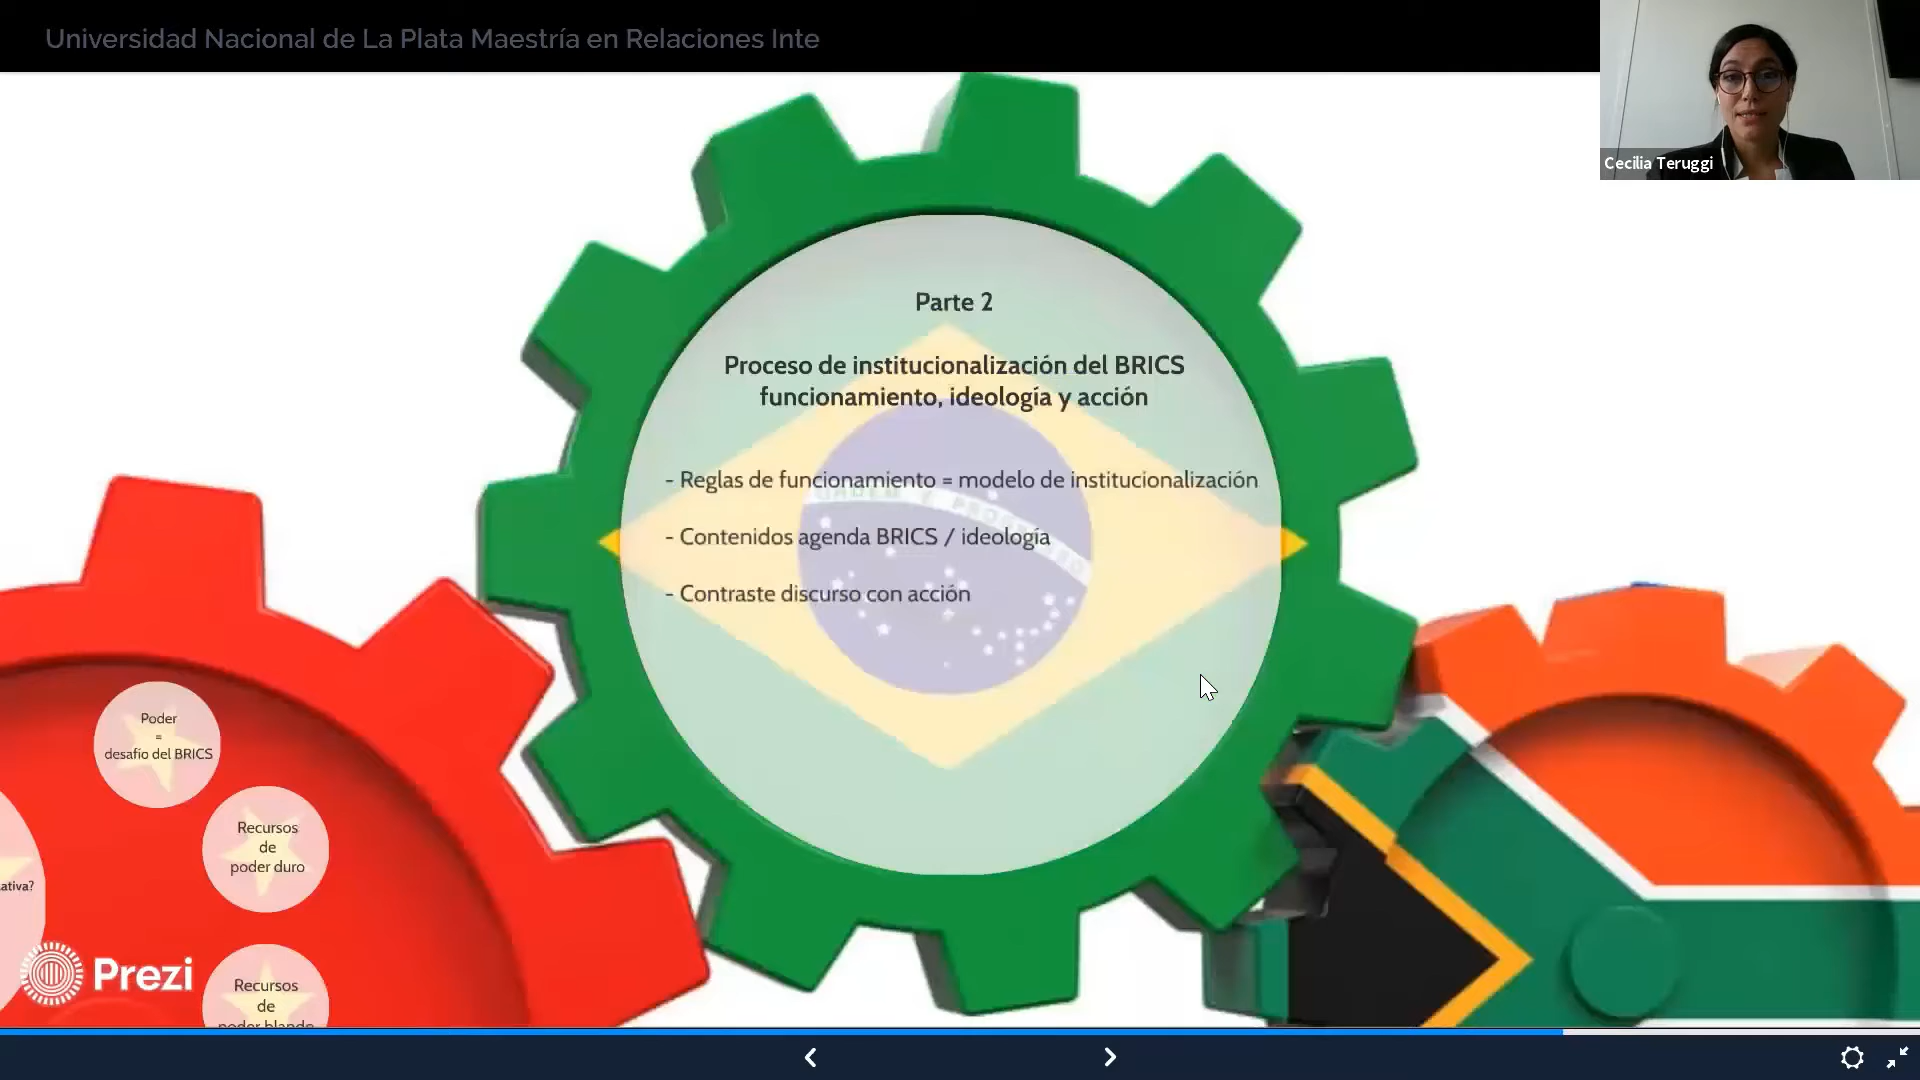 Universidad Nacional de La Plata Maestría en Relaciones Inte
Cecilia Teruggi
Parte 2
Proceso de institucionalización del BRICS
funcionamiento, ideología y acción
- Reglas de funcionamiento = modelo de institucionalización
- Contenidos agenda BRICS / ideología
- Contraste discurso con acción
Poder
=
desafío del BRICS
Recursos
de
poder duro
ativa?
Recursos
de
poder blando
Prezi